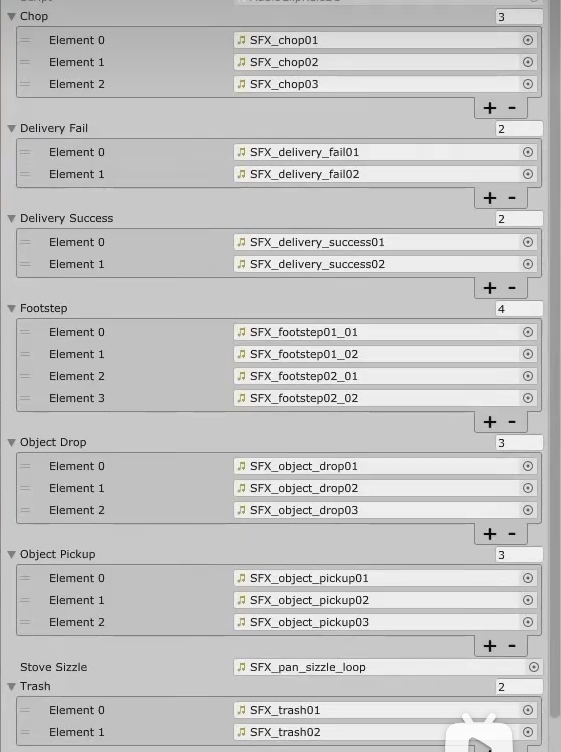 Chop 3
Element 0 SFX_chop01
Element 1 SFX_chop02
Element 2 SFX_chop03
+ -
Delivery Fail 2
Element 0 SFX_delivery_fail01
Element 1 SFX_delivery_fail02
+ -
Delivery Success 2
Element 0 SFX_delivery_success01
Element 1 SFX_delivery_success02
+ -
Footstep 4
Element 0 SFX_footstep01_01
Element 1 SFX_footstep01_02
Element 2 SFX_footstep02_01
Element 3 SFX_footstep02_02
+ -
Object Drop 3
Element 0 SFX_object_drop01
Element 1 SFX_object_drop02
Element 2 SFX_object_drop03
+ -
Object Pickup 3
Element 0 SFX_object_pickup01
Element 1 SFX_object_pickup02
Element 2 SFX_object_pickup03
+ -
Stove Sizzle SFX_pan_sizzle_loop
Trash 2
Element 0 SFX_trash01
Element 1 SFX_trash02